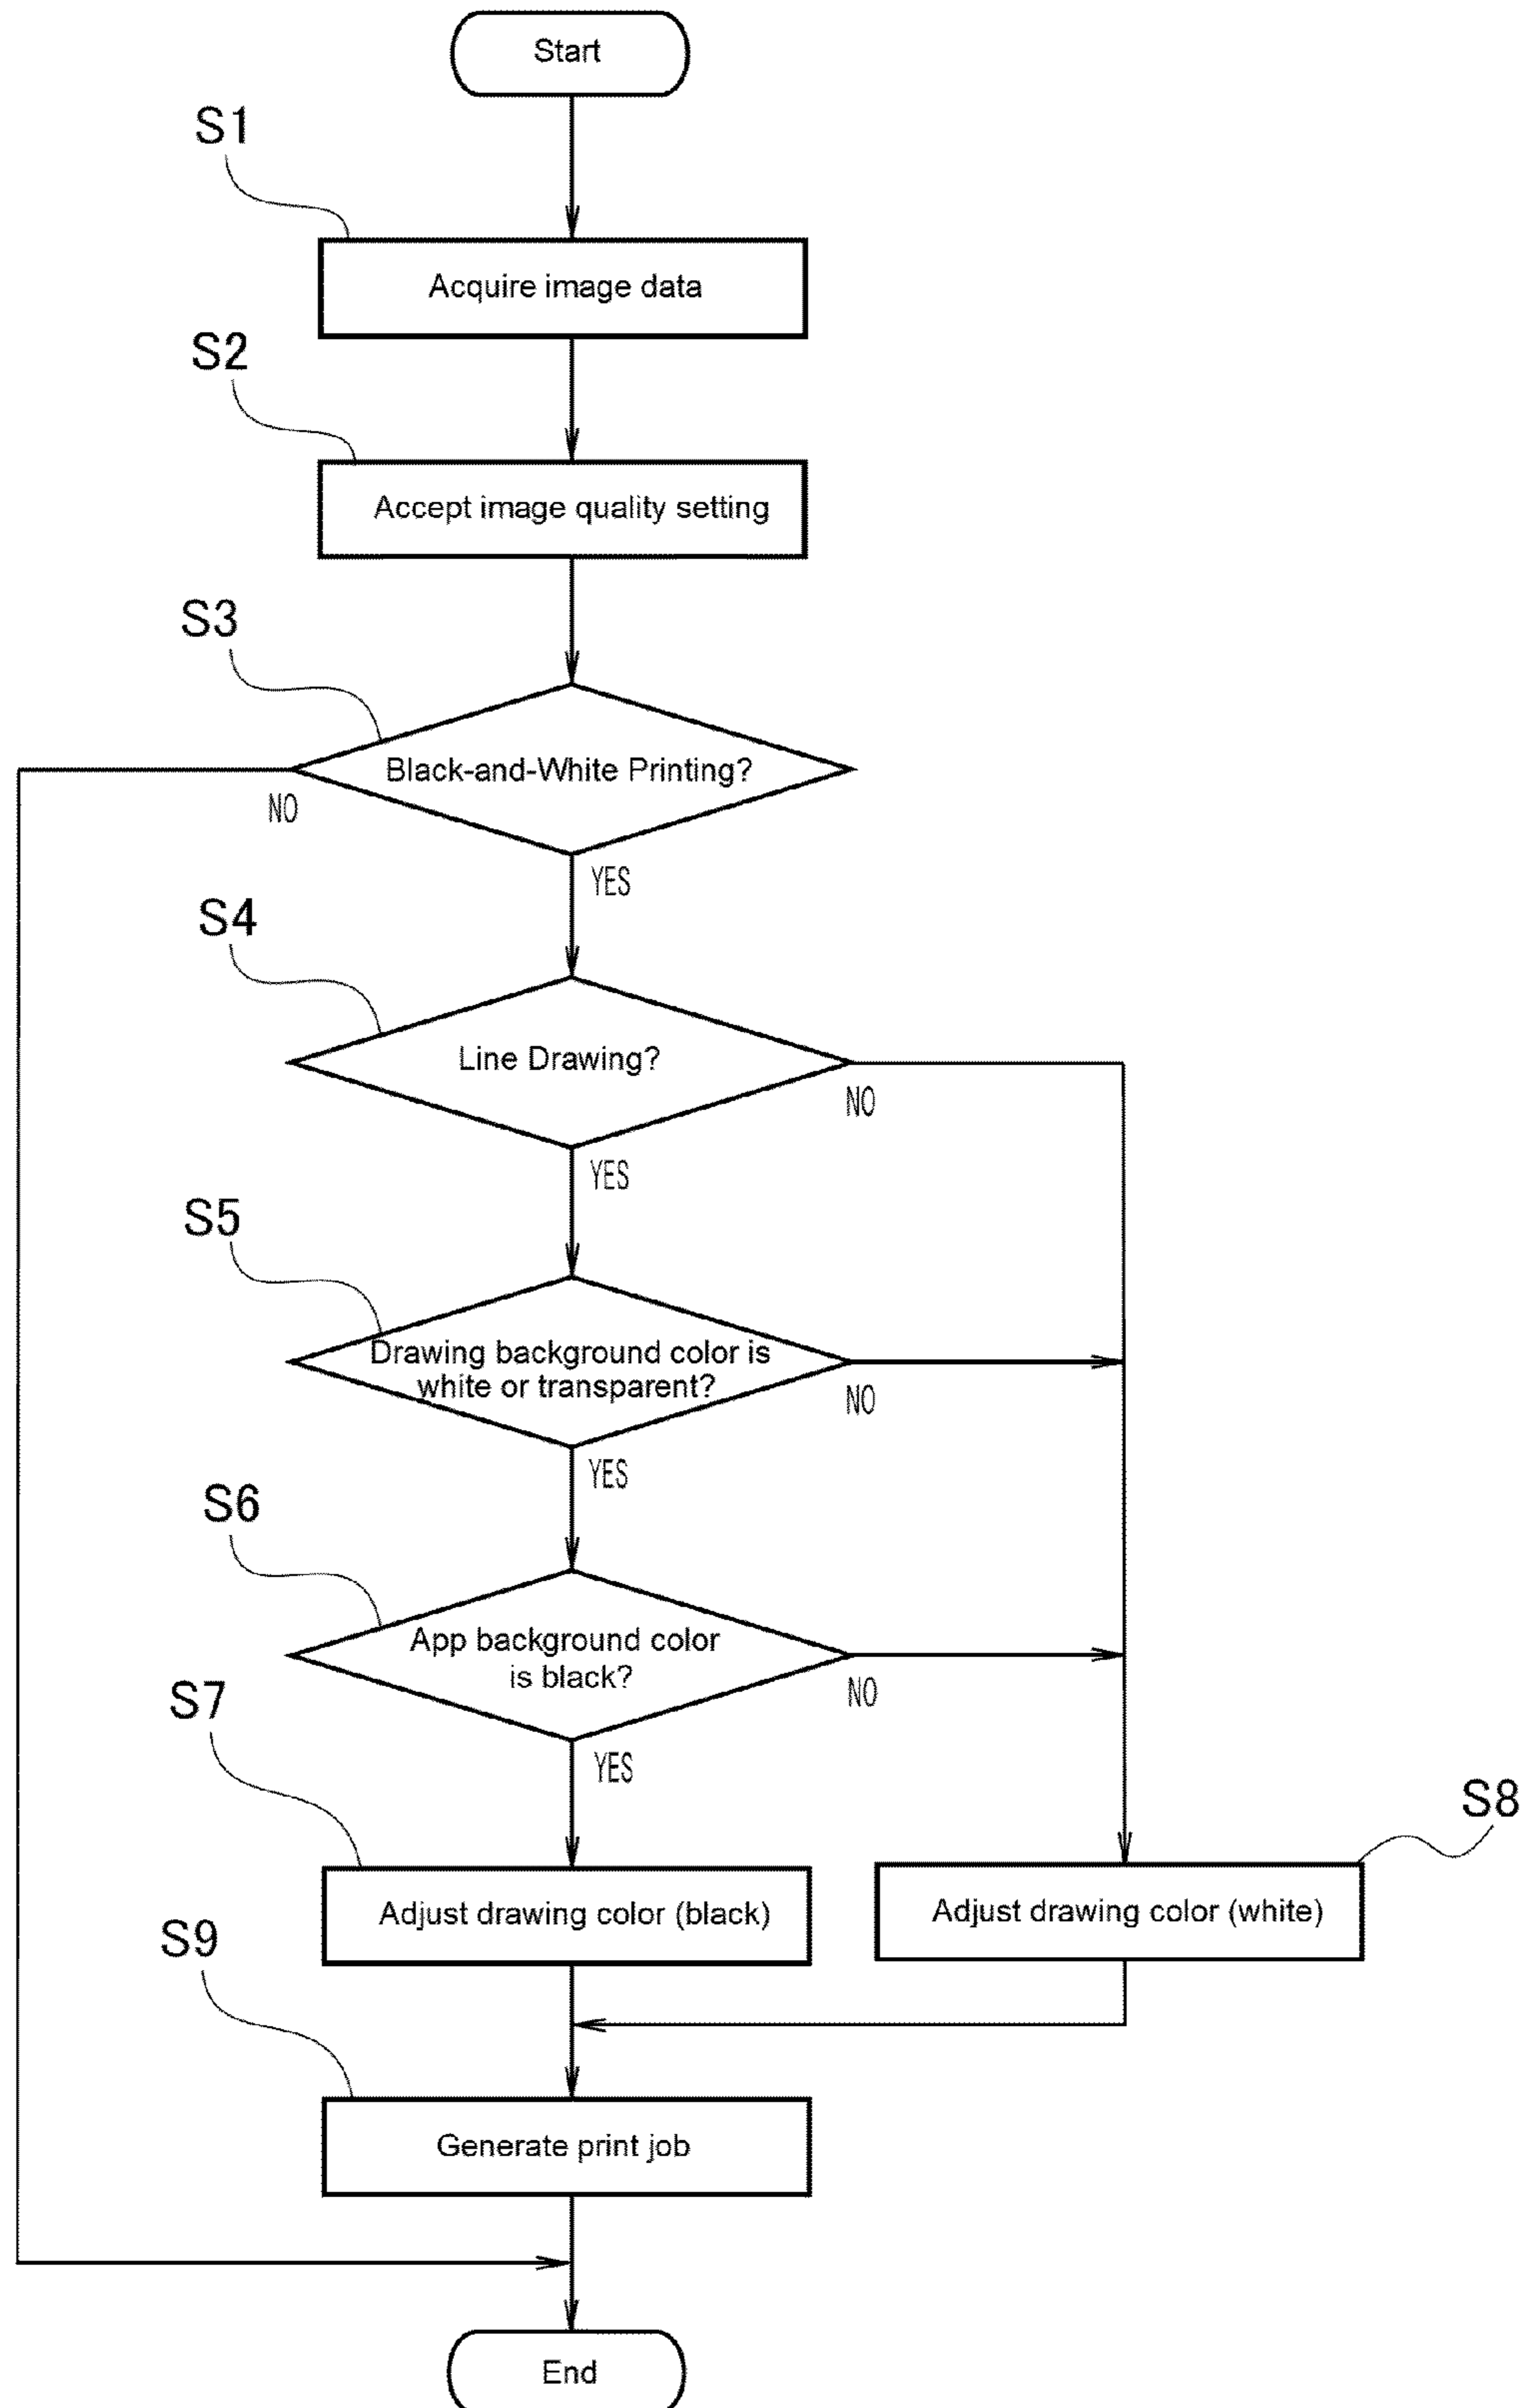 Start
S1
Acquire image data
S2
Accept image quality setting
S3
Black-and-White Printing?
NO
YES
S4
Line Drawing?
NO
YES
S5
Drawing background color is
white or transparent?
NO
YES
S6
App background color
is black?
NO
YES
S7
Adjust drawing color (black)
S8
Adjust drawing color (white)
S9
Generate print job
End